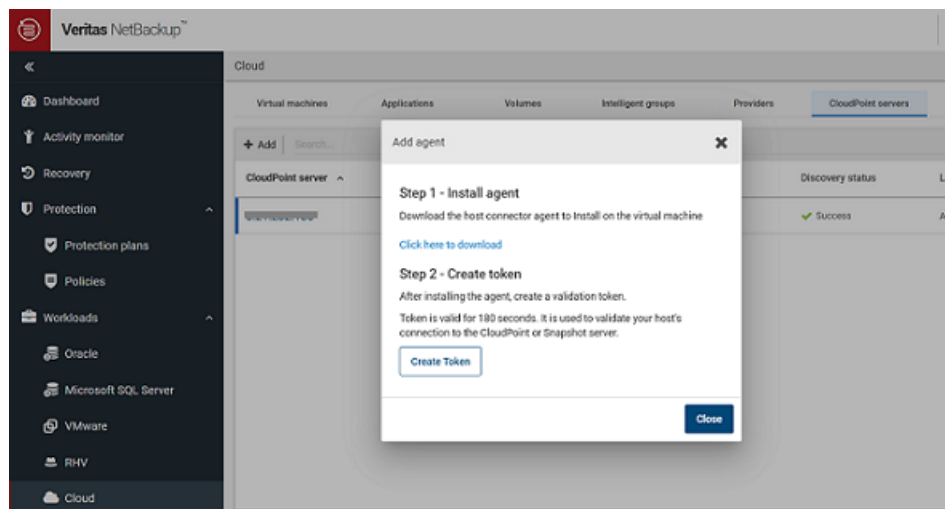 Veritas NetBackup™
Cloud
Dashboard
Activity monitor
Recovery
Protection
Protection plans
Policies
Workloads
Oracle
Microsoft SQL Server
VMware
RHV
Cloud
Virtual machines
Applications
Volumes
Intelligent groups
Providers
CloudPoint servers
+ Add
Search...
CloudPoint server
Discovery status
L
Success
A
Add agent
Step 1 - Install agent
Download the host connector agent to Install on the virtual machine
Click here to download
Step 2 - Create token
After installing the agent, create a validation token.
Token is valid for 180 seconds. It is used to validate your host's
connection to the CloudPoint or Snapshot server.
Create Token
Close